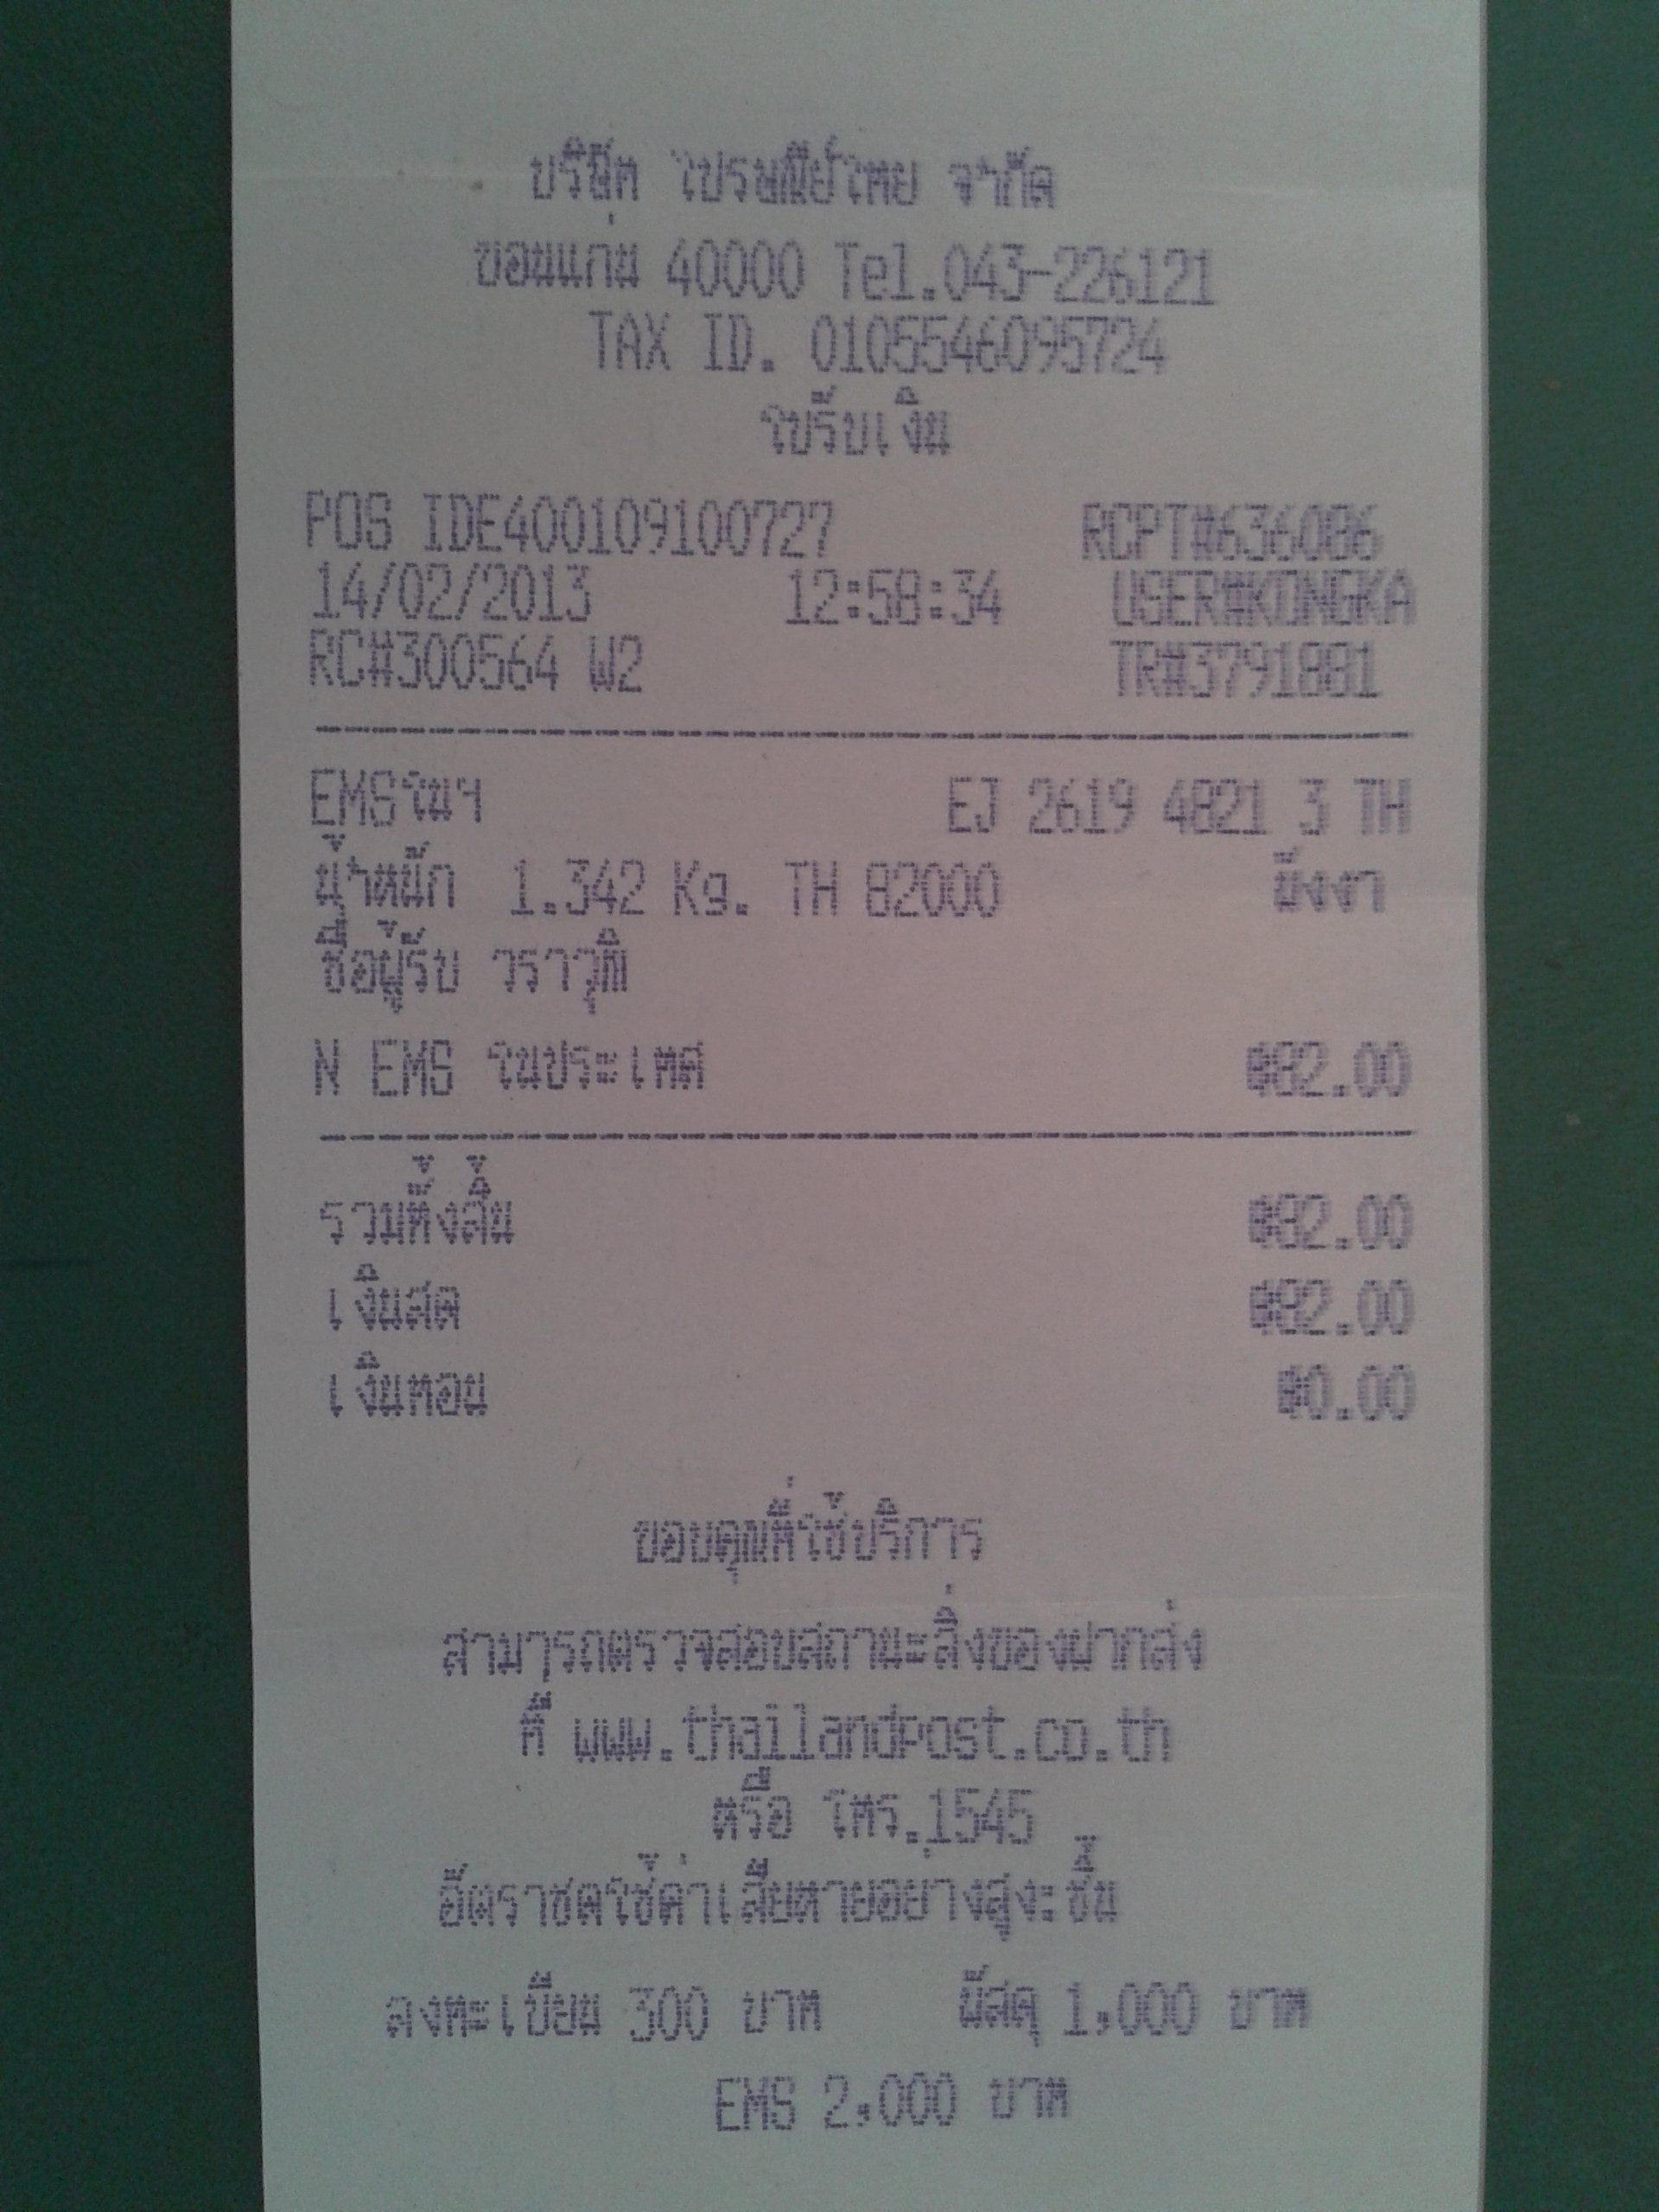 บริษัท ไปรษณีย์ไทย จำกัด
ขอนแก่น 40000 Tel.043-226121
TAX ID. 0105546095724
ใบรับเงิน
POS IDE400109100727 RCPT#636086
14/02/2013 12:58:34 USER#KONGKA
RC#300564 W2 TR#3791881
EMSในฯ EJ 2619 4821 3 TH
น้ำหนัก 1.342 Kg. TH 82000 พังงา
ชื่อผู้รับ วราวุฒิ
N EMS ในประเทศ ฿82.00
รวมทั้งสิ้น ฿82.00
เงินสด ฿82.00
เงินทอน ฿0.00
ขอบคุณที่ใช้บริการ
สามารถตรวจสอบสถานะสิ่งของฝากส่ง
ที่ www.thailandpost.co.th
หรือ โทร.1545
อัตราชดใช้ค่าเสียหายอย่างสูงะชิ้น
ลงทะเบียน 300 บาท พัสดุ 1,000 บาท
EMS 2,000 บาท